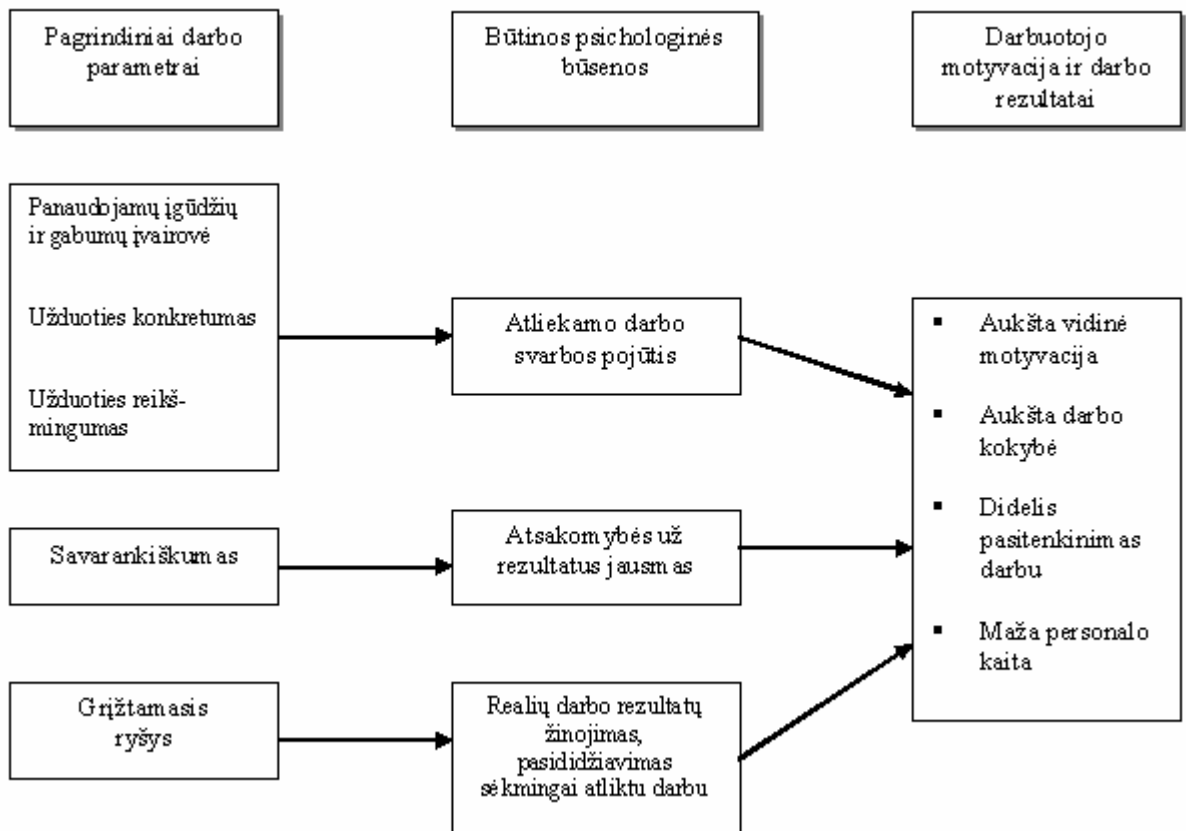 Pagrindiniai darbo
parametrai
Būtinos psichologinės
būsenos
Darbuotojo
motyvacija ir darbo
rezultatai
Panaudojamų įgūdžių
ir gabumų įvairovė
Užduoties konkretumas
Užduoties reikš-
mingumas
Atliekamo darbo
svarbos pojūtis
▪ Aukšta vidinė
motyvacija
▪ Aukšta darbo
kokybė
▪ Didelis
pasitenkinimas
darbu
▪ Maža personalo
kaita
Savarankiškumas
Atsakomybės už
rezultatus jausmas
Grįžtamasis
ryšys
Realių darbo rezultatų
žinojimas,
pasididžiavimas
sėkmingai atliktu darbu